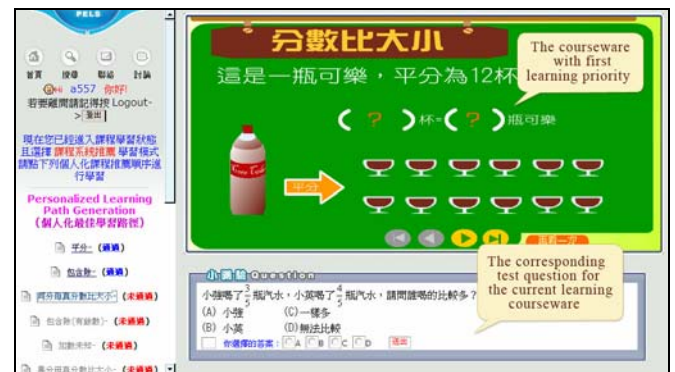 PELS
首頁 搜尋 聯絡 討論
a557 你好!
若要離開請記得按 Logout-
> 登出
現在您已經進入課程學習狀態
且選擇 課程系統推薦 學習模式
請點下列個人化課程推薦順序進
行學習
Personalized Learning
Path Generation
(個人化最佳學習路徑)
平分- (通過)
包含除- (通過)
同分母真分數比大小- (未通過)
包含除(有餘數)- (未通過)
加數未知- (未通過)
異分母真分數比大小- (未通過)
分數比大小
這是一瓶可樂,平分為12杯
( ? )杯=( ? )瓶可樂
平分
The courseware
with first
learning priority
小測驗 Question
小強喝了3/5瓶汽水,小英喝了4/5瓶汽水,請問誰喝的比較多?
(A) 小強 (C)一樣多
(B) 小英 (D)無法比較
你選擇的答案: A B C D 送出
The corresponding
test question for
the current learning
courseware